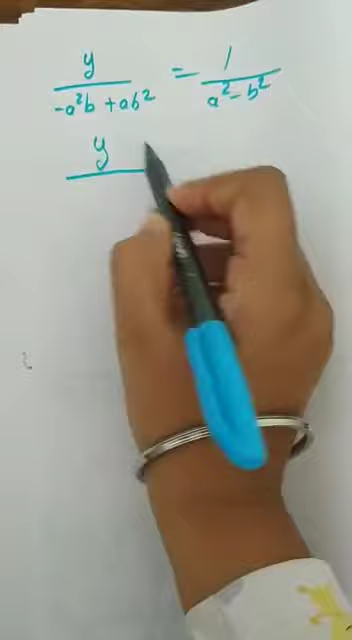 y/(-a²b + ab²) = 1/(a² - b²)
y